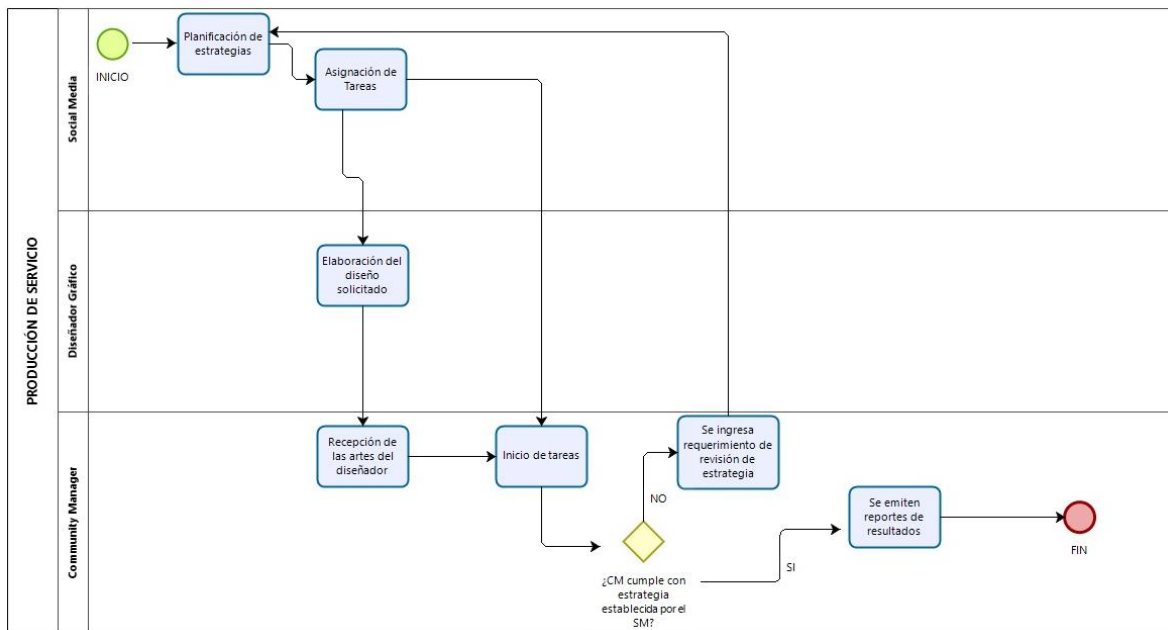 PRODUCCIÓN DE SERVICIO
Social Media
INICIO
Planificación de
estrategias
Asignación de
Tareas
Diseñador Gráfico
Elaboración del
diseño
solicitado
Community Manager
Recepción de
las artes del
diseñador
Inicio de tareas
Se ingresa
requerimiento de
revisión de
estrategia
NO
¿CM cumple con
estrategia
establecida por el
SM?
SI
Se emiten
reportes de
resultados
FIN